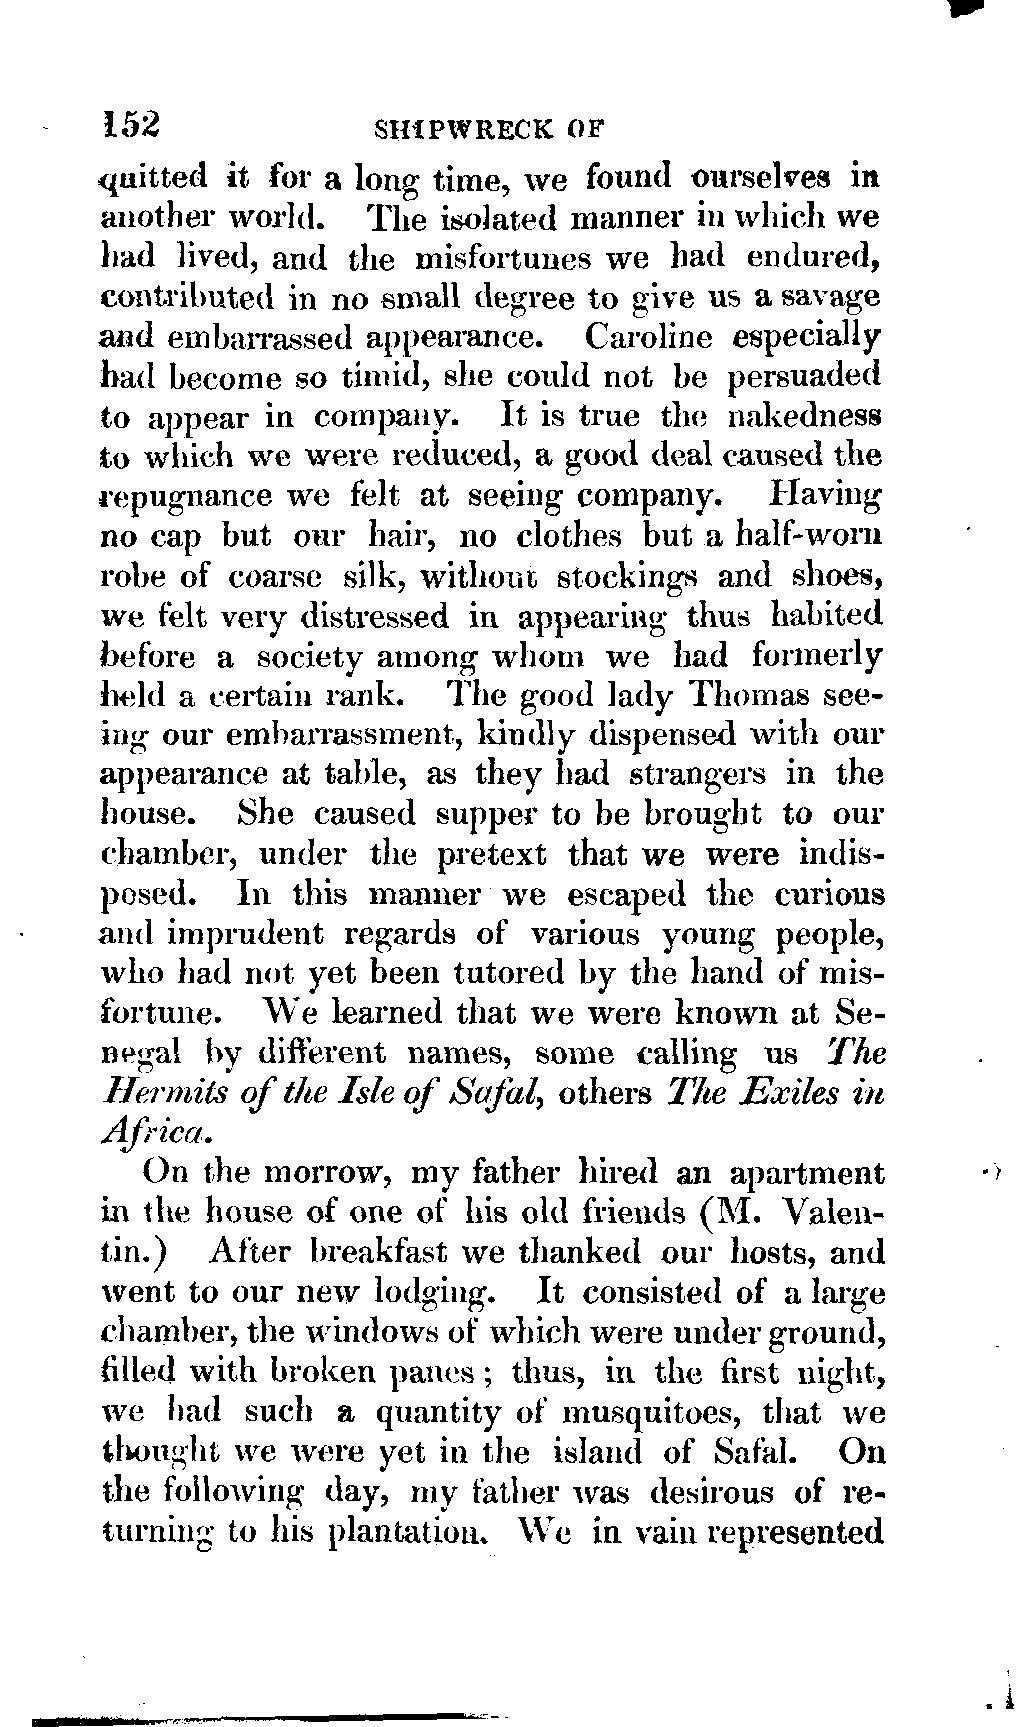 152 SHIPWRECK OF
quitted it for a long time, we found ourselves in
another world. The isolated manner in which we
had lived, and the misfortunes we had endured,
contributed in no small degree to give us a savage
and embarrassed appearance. Caroline especially
had become so timid, she could not be persuaded
to appear in company. It is true the nakedness
to which we were reduced, a good deal caused the
repugnance we felt at seeing company. Having
no cap but our hair, no clothes but a half-worn
robe of coarse silk, without stockings and shoes,
we felt very distressed in appearing thus habited
before a society among whom we had formerly
held a certain rank. The good lady Thomas see-
ing our embarrassment, kindly dispensed with our
appearance at table, as they had strangers in the
house. She caused supper to be brought to our
chamber, under the pretext that we were indis-
posed. In this manner we escaped the curious
and imprudent regards of various young people,
who had not yet been tutored by the hand of mis-
fortune. We learned that we were known at Se-
negal by different names, some calling us The
Hermits of the Isle of Safal, others The Exiles in
Africa.
On the morrow, my father hired an apartment
in the house of one of his old friends (M. Valen-
tin.) After breakfast we thanked our hosts, and
went to our new lodging. It consisted of a large
chamber, the windows of which were under ground,
filled with broken panes; thus, in the first night,
we had such a quantity of musquitoes, that we
thought we were yet in the island of Safal. On
the following day, my father was desirous of re-
turning to his plantation. We in vain represented